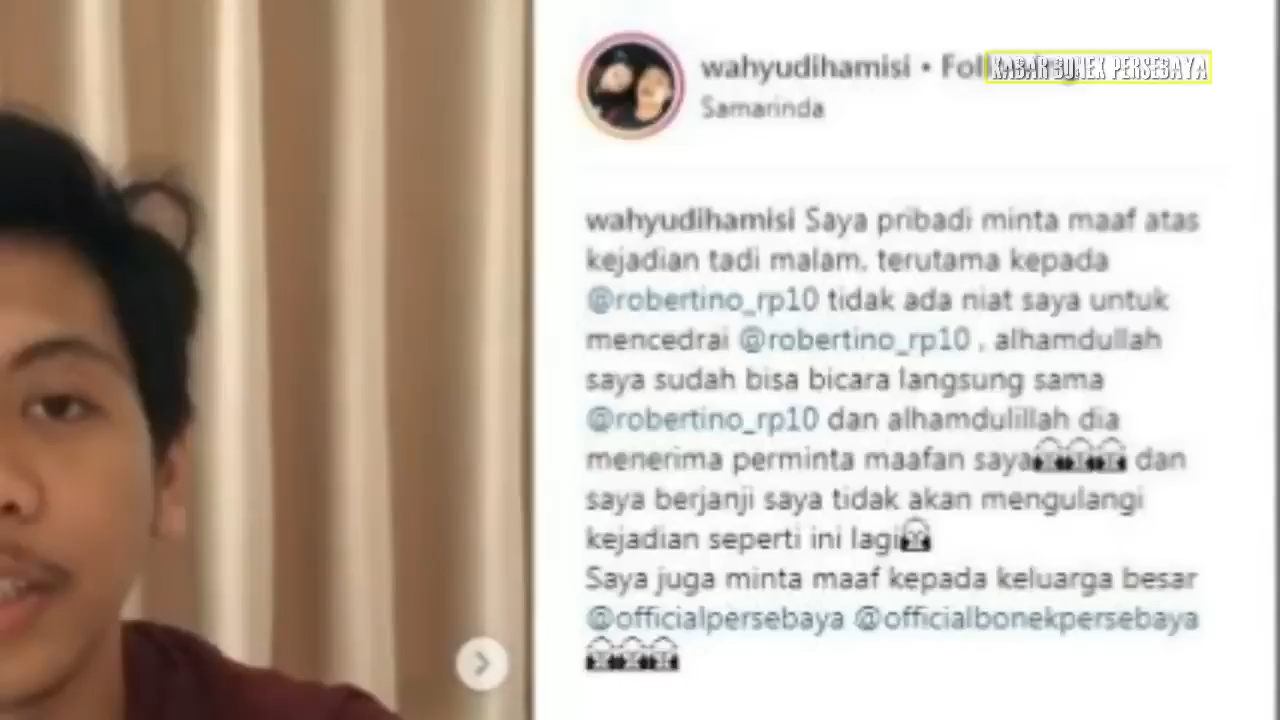 wahyudihamisi •
KABAR BONEK PERSEBAYA
Samarinda
wahyudihamisi Saya pribadi minta maaf atas
kejadian tadi malam. terutama kepada
@robertino_rp10 tidak ada niat saya untuk
mencedrai @robertino_rp10 , alhamdullah
saya sudah bisa bicara langsung sama
@robertino_rp10 dan alhamdulillah dia
menerima perminta maafan saya dan
saya berjanji saya tidak akan mengulangi
kejadian seperti ini lagi
Saya juga minta maaf kepada keluarga besar
@officialpersebaya @officialbonekpersebaya